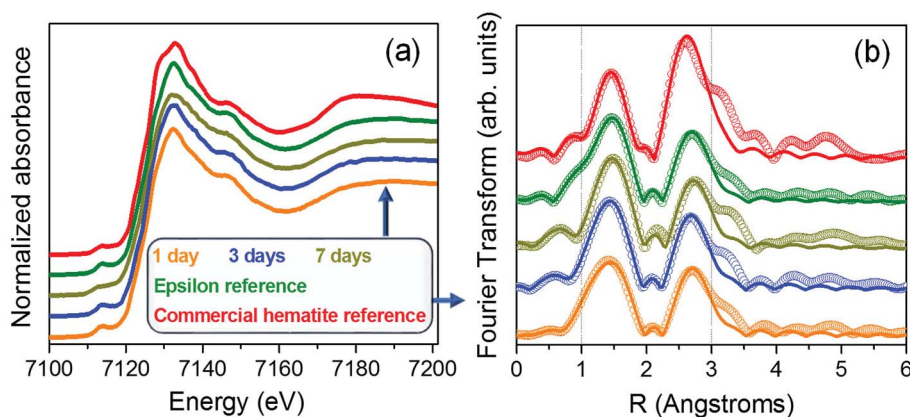 (a)
Normalized absorbance
1 day 3 days 7 days
Epsilon reference
Commercial hematite reference
7100 7120 7140 7160 7180 7200
Energy (eV)
(b)
Fourier Transform (arb. units)
0 1 2 3 4 5 6
R (Angstroms)